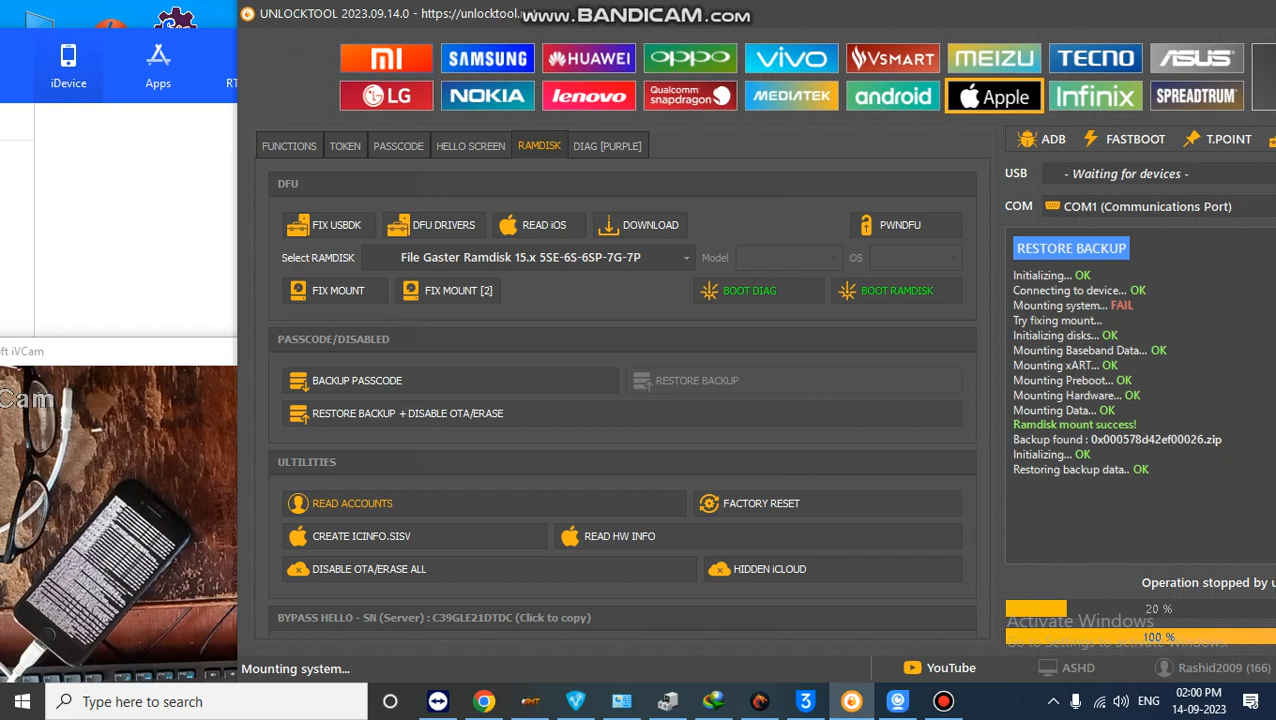 UNLOCKTOOL 2023.09.14.0 - https://unlocktool.
www.BANDICAM.com
iDevice
Apps
RT
mi SAMSUNG HUAWEI oppo vivo VSMART MEIZU TECNO ASUS
LG NOKIA lenovo Qualcomm snapdragon MEDIATEK android Apple Infinix SPREADTRUM
FUNCTIONS TOKEN PASSCODE HELLO SCREEN RAMDISK DIAG [PURPLE]
ADB FASTBOOT T.POINT
DFU
USB - Waiting for devices -
COM COM1 (Communications Port)
FIX USBDK DFU DRIVERS READ iOS DOWNLOAD PWNDFU
Select RAMDISK File Gaster Ramdisk 15.x 5SE-6S-6SP-7G-7P Model OS
FIX MOUNT FIX MOUNT [2] BOOT DIAG BOOT RAMDISK
PASSCODE/DISABLED
BACKUP PASSCODE RESTORE BACKUP
RESTORE BACKUP + DISABLE OTA/ERASE
ULTILITIES
READ ACCOUNTS FACTORY RESET
CREATE ICINFO.SISV READ HW INFO
DISABLE OTA/ERASE ALL HIDDEN iCLOUD
BYPASS HELLO - SN (Server) : C39GLE21DTDC (Click to copy)
RESTORE BACKUP
Initializing... OK
Connecting to device... OK
Mounting system... FAIL
Try fixing mount...
Initializing disks... OK
Mounting Baseband Data... OK
Mounting xART... OK
Mounting Preboot... OK
Mounting Hardware... OK
Mounting Data... OK
Ramdisk mount success!
Backup found : 0x000578d42ef00026.zip
Initializing... OK
Restoring backup data.. OK
Operation stopped by u
20 %
100 %
Activate Windows
Go to Settings to activate Windows.
ft iVCam
Cam
Mounting system...
YouTube ASHD Rashid2009 (166)
Type here to search
ENG
02:00 PM
14-09-2023